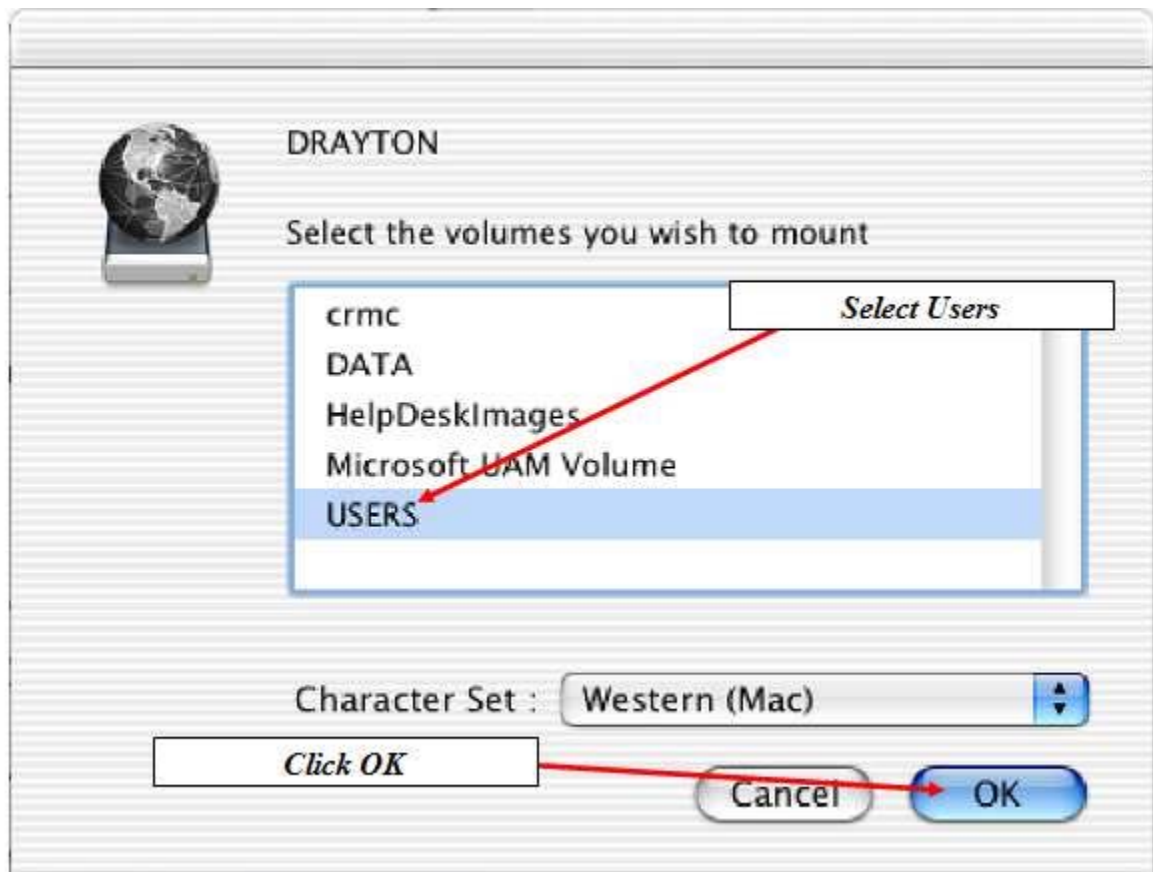 DRAYTON
Select the volumes you wish to mount
crmc
Select Users
DATA
HelpDeskImages
Microsoft UAM Volume
USERS
Character Set : Western (Mac)
Click OK
Cancel
OK